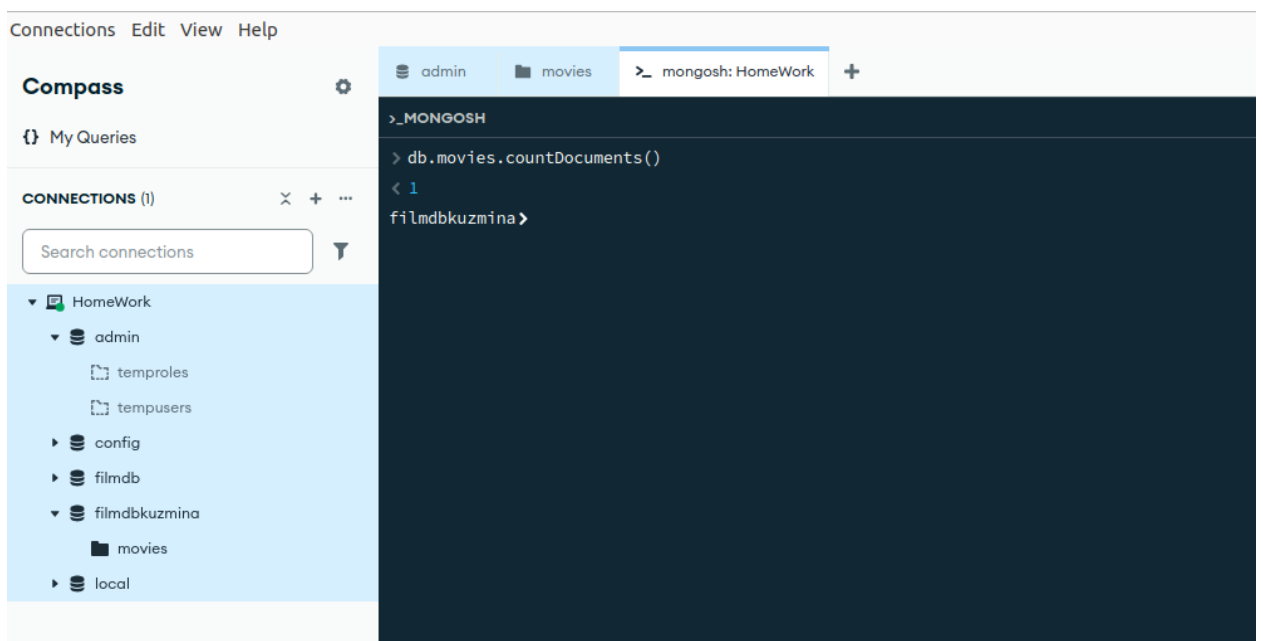 Connections Edit View Help
Compass
{} My Queries
CONNECTIONS (1)
Search connections
HomeWork
admin
temproles
tempusers
config
filmdb
filmdbkuzmina
movies
local
admin movies >_ mongosh: HomeWork +
>_MONGOSH
> db.movies.countDocuments()
< 1
filmdbkuzmina>